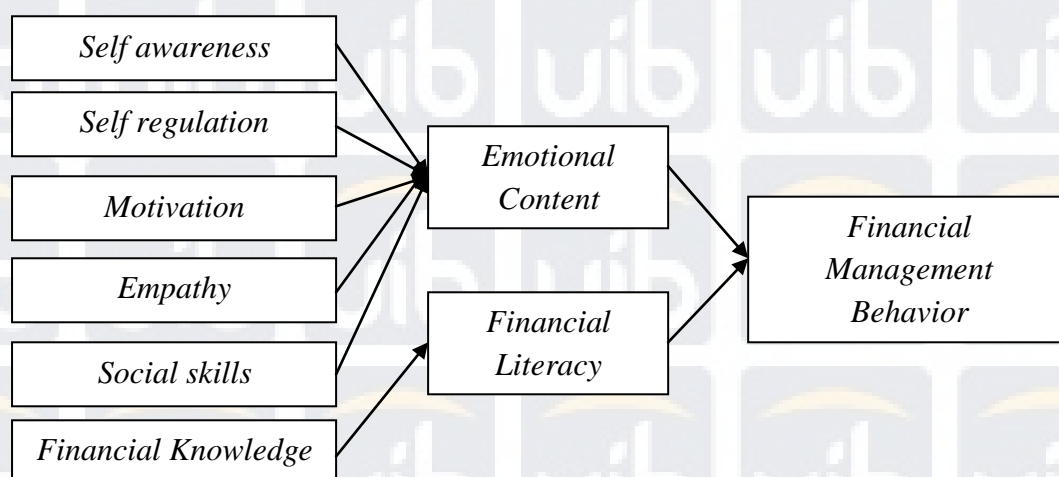 Self awareness
Self regulation
Motivation
Empathy
Social skills
Financial Knowledge
Emotional
Content
Financial
Literacy
Financial
Management
Behavior
uib
uib
uib
uib